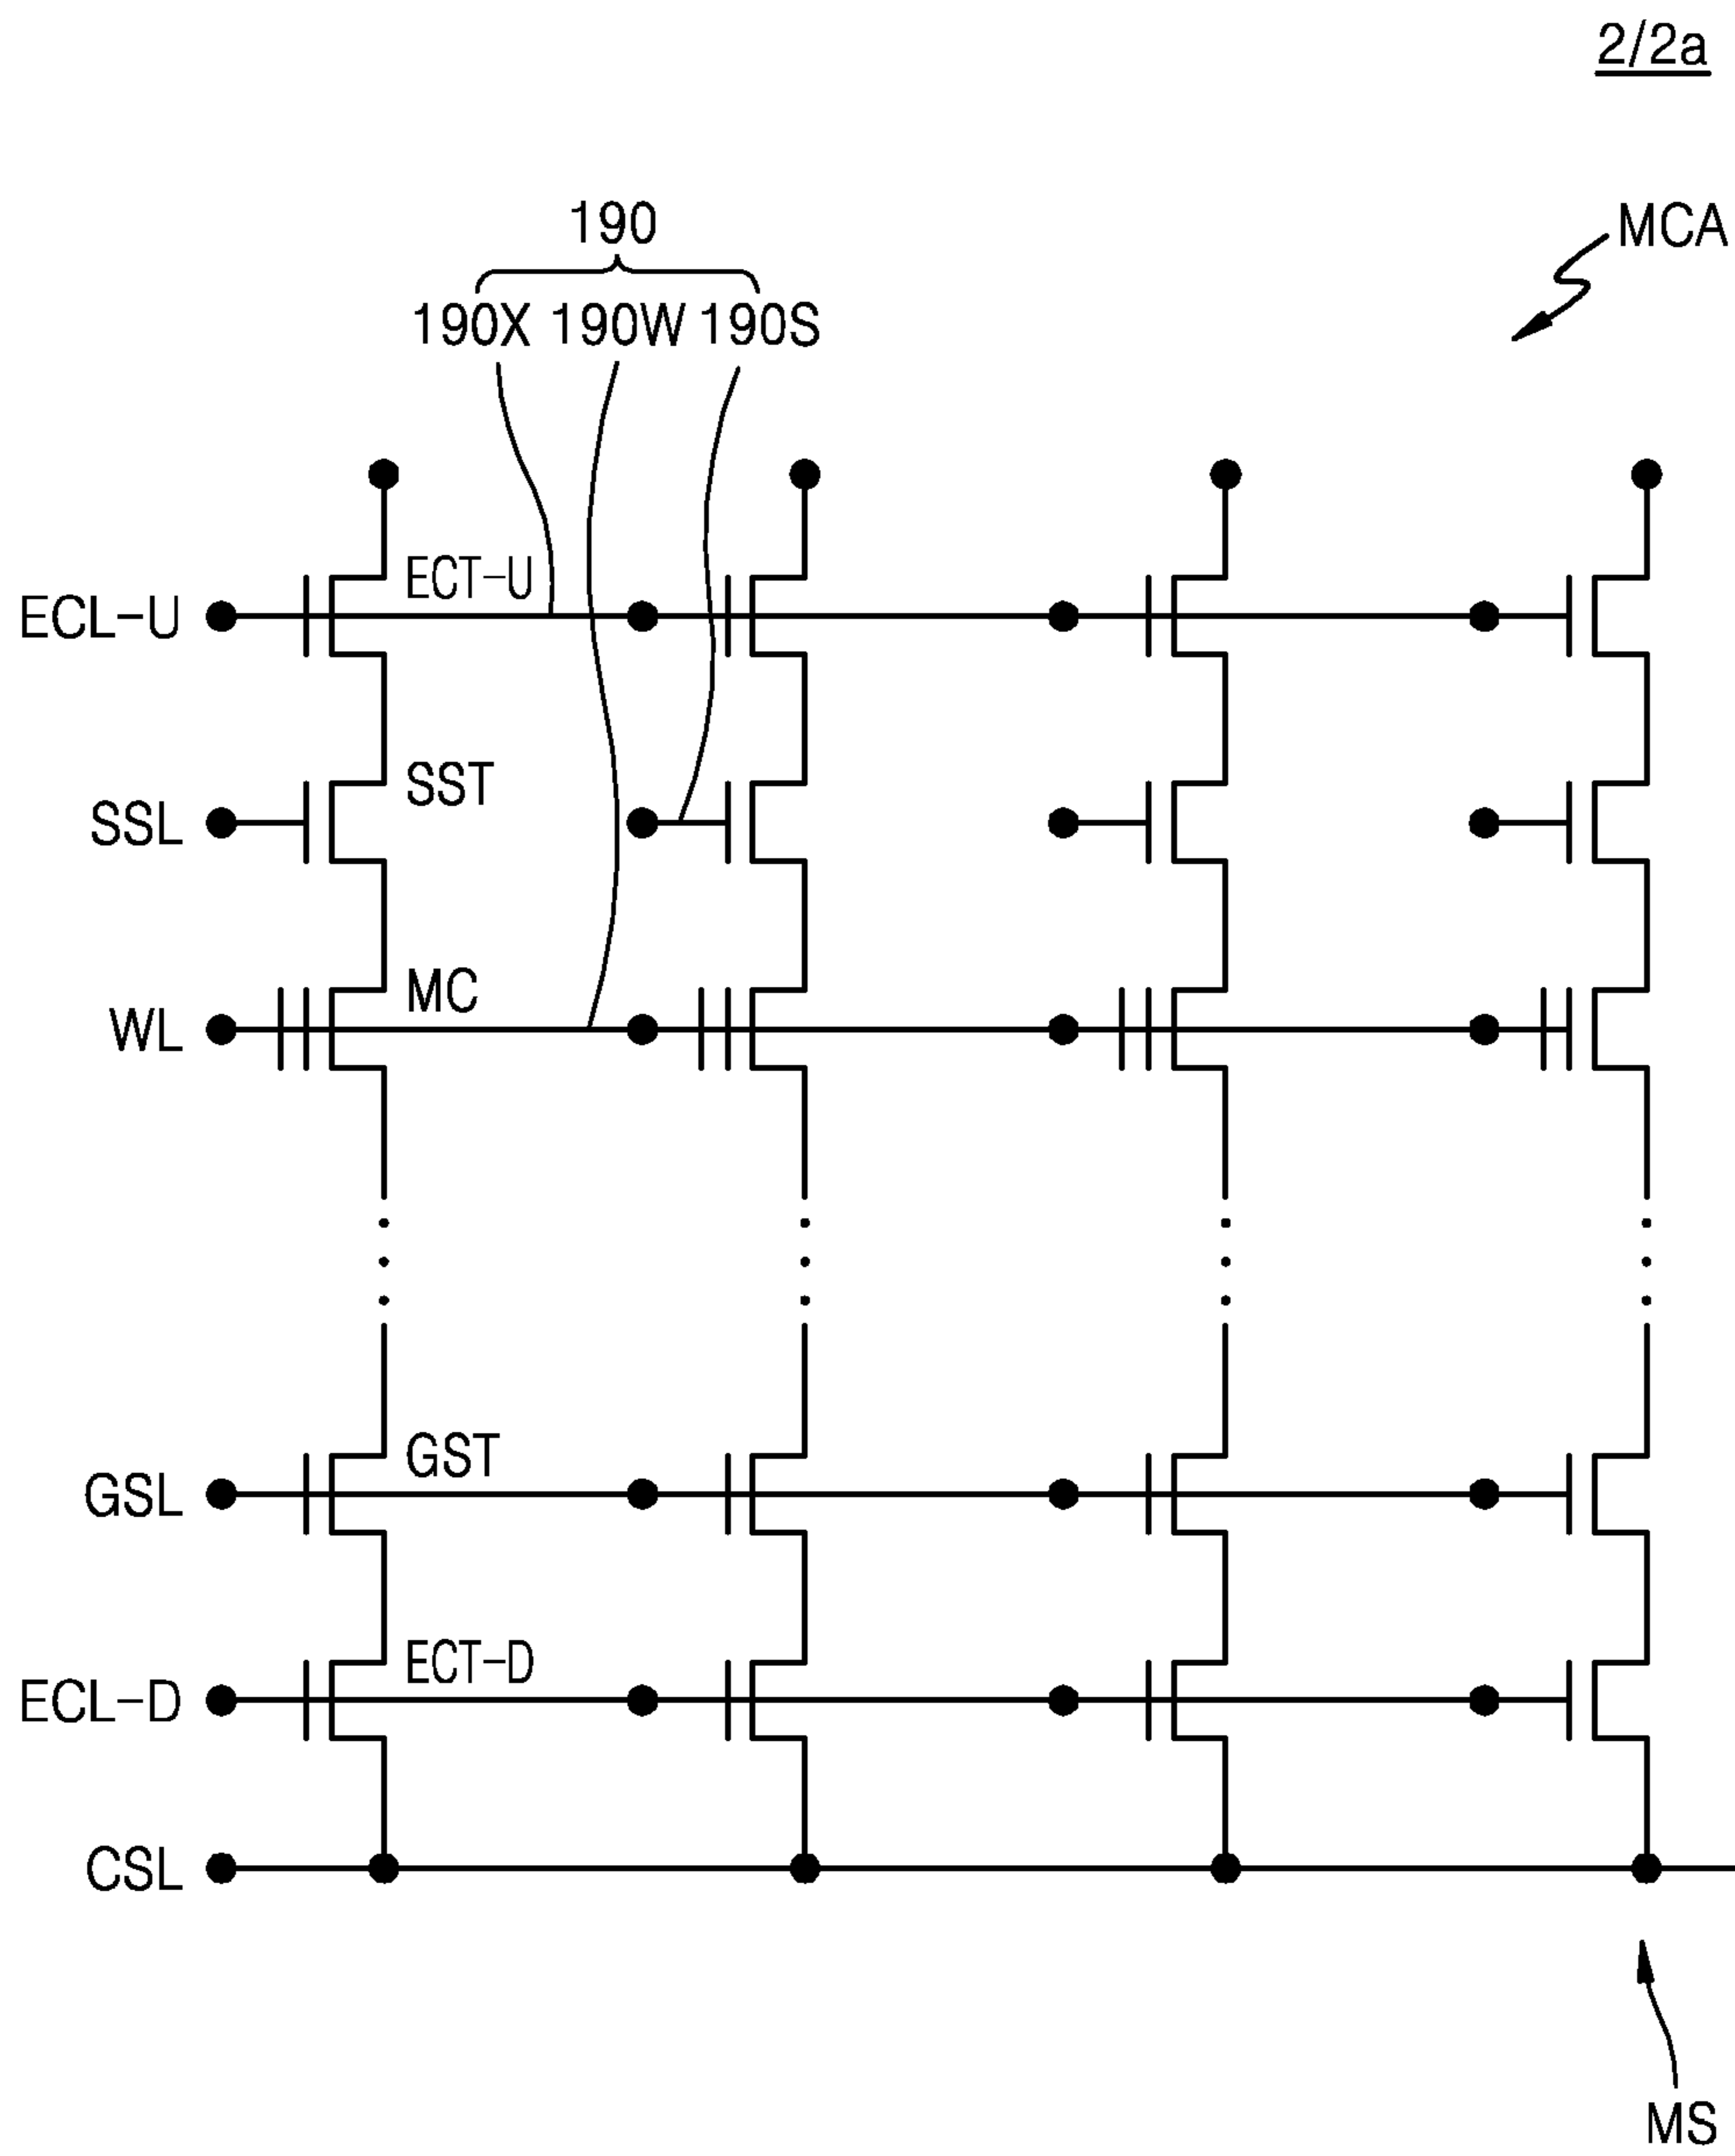 2/2a
MCA
190
190X 190W 190S
ECT-U
ECL-U
SST
SSL
MC
WL
GST
GSL
ECT-D
ECL-D
CSL
MS